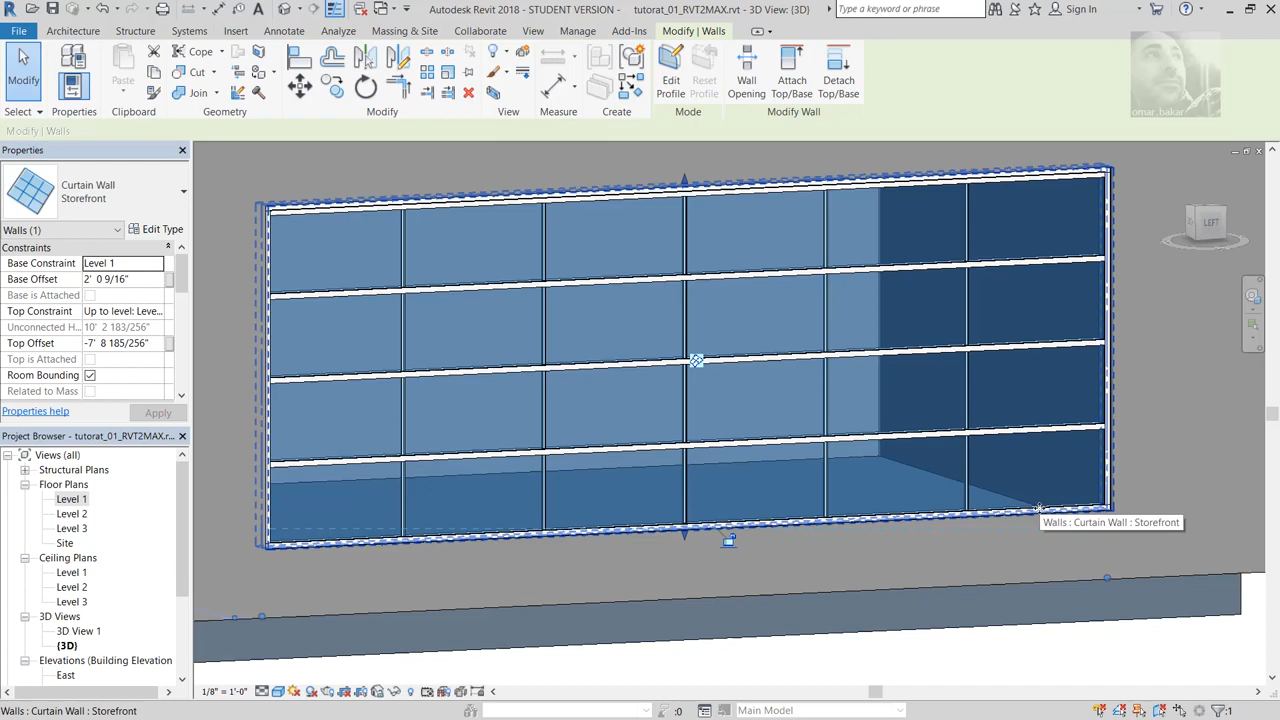 Autodesk Revit 2018 - STUDENT VERSION - tutorat_01_RVT2MAX.rvt - 3D View: {3D}
Type a keyword or phrase
Sign In
File Architecture Structure Systems Insert Annotate Analyze Massing & Site Collaborate View Manage Add-Ins Modify | Walls
Modify
Properties
Paste
Cope
Cut
Join
Edit Profile
Reset Profile
Wall Opening
Attach Top/Base
Detach Top/Base
Select Properties Clipboard Geometry Modify View Measure Create Mode Modify Wall
omar_bakar
Modify | Walls
Properties
Curtain Wall
Storefront
Walls (1) Edit Type
Constraints
Base Constraint Level 1
Base Offset 2' 0 9/16"
Base is Attached
Top Constraint Up to level: Leve...
Unconnected H... 10' 2 183/256"
Top Offset -7' 8 185/256"
Top is Attached
Room Bounding
Related to Mass
Properties help Apply
Project Browser - tutorat_01_RVT2MAX.r...
Views (all)
Structural Plans
Floor Plans
Level 1
Level 2
Level 3
Site
Ceiling Plans
Level 1
Level 2
Level 3
3D Views
3D View 1
{3D}
Elevations (Building Elevation
East
LEFT
Walls : Curtain Wall : Storefront
1/8" = 1'-0"
Walls : Curtain Wall : Storefront
:0
Main Model
:1